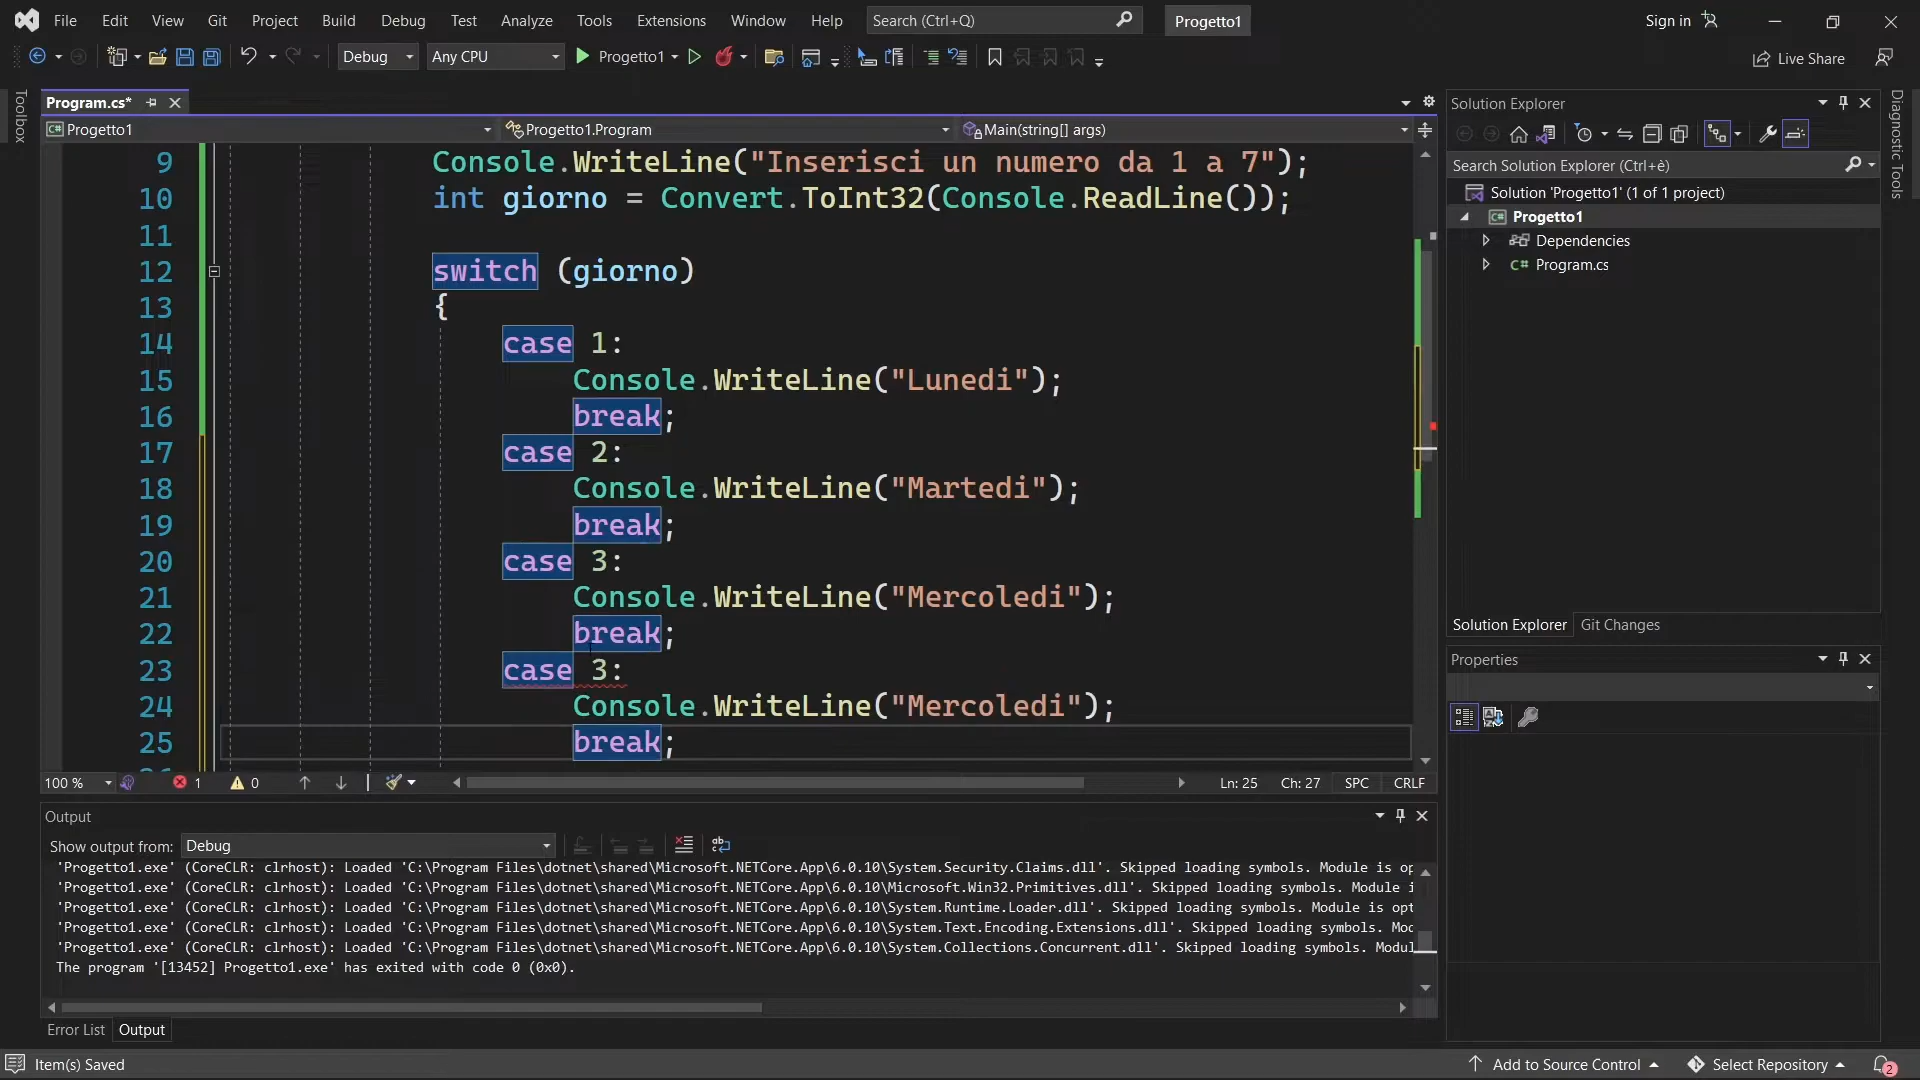 File Edit View Git Project Build Debug Test Analyze Tools Extensions Window Help Search (Ctrl+Q) Progetto1 Sign in
Debug Any CPU Progetto1 Live Share
Toolbox
Program.cs*
Progetto1 Progetto1.Program Main(string[] args)
9 Console.WriteLine("Inserisci un numero da 1 a 7");
10 int giorno = Convert.ToInt32(Console.ReadLine());
11
12 switch (giorno)
13 {
14 case 1:
15 Console.WriteLine("Lunedi");
16 break;
17 case 2:
18 Console.WriteLine("Martedi");
19 break;
20 case 3:
21 Console.WriteLine("Mercoledi");
22 break;
23 case 3:
24 Console.WriteLine("Mercoledi");
25 break;
100 % 1 0 Ln: 25 Ch: 27 SPC CRLF
Output
Show output from: Debug
'Progetto1.exe' (CoreCLR: clrhost): Loaded 'C:\Program Files\dotnet\shared\Microsoft.NETCore.App\6.0.10\System.Security.Claims.dll'. Skipped loading symbols. Module is op
'Progetto1.exe' (CoreCLR: clrhost): Loaded 'C:\Program Files\dotnet\shared\Microsoft.NETCore.App\6.0.10\Microsoft.Win32.Primitives.dll'. Skipped loading symbols. Module i
'Progetto1.exe' (CoreCLR: clrhost): Loaded 'C:\Program Files\dotnet\shared\Microsoft.NETCore.App\6.0.10\System.Runtime.Loader.dll'. Skipped loading symbols. Module is opt
'Progetto1.exe' (CoreCLR: clrhost): Loaded 'C:\Program Files\dotnet\shared\Microsoft.NETCore.App\6.0.10\System.Text.Encoding.Extensions.dll'. Skipped loading symbols. Mo
'Progetto1.exe' (CoreCLR: clrhost): Loaded 'C:\Program Files\dotnet\shared\Microsoft.NETCore.App\6.0.10\System.Collections.Concurrent.dll'. Skipped loading symbols. Modul
The program '[13452] Progetto1.exe' has exited with code 0 (0x0).
Error List Output
Solution Explorer
Search Solution Explorer (Ctrl+è)
Solution 'Progetto1' (1 of 1 project)
Progetto1
Dependencies
C# Program.cs
Solution Explorer Git Changes
Properties
Diagnostic Tools
Item(s) Saved Add to Source Control Select Repository 2